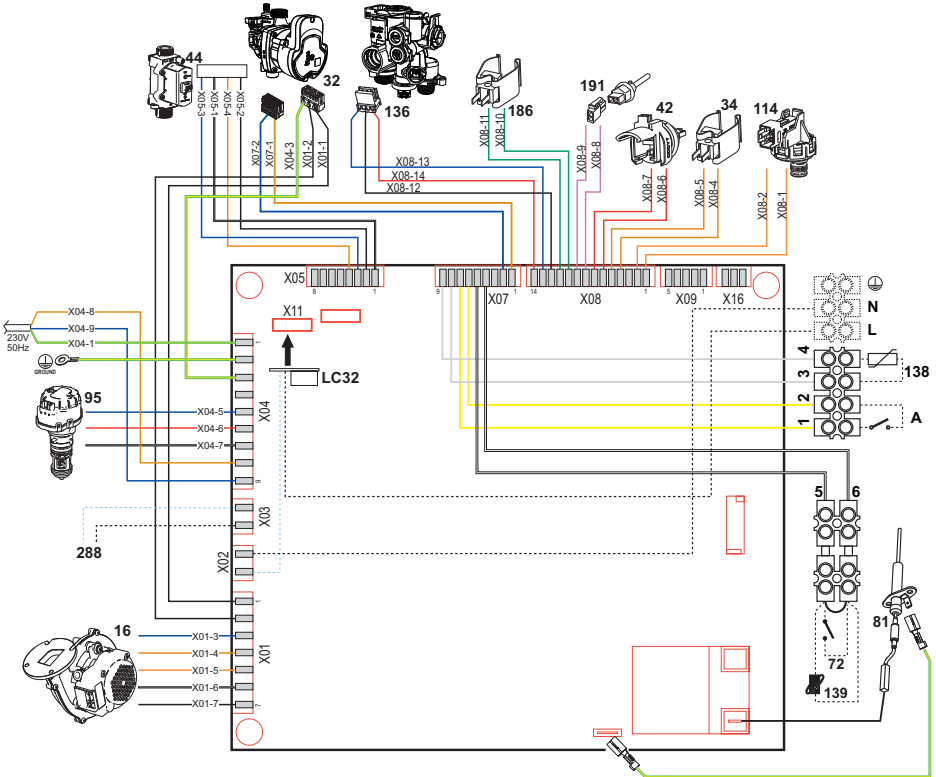 44
32
136
186
191
42
34
114
X05-3
X05-1
X05-4
X05-2
X07-2
X07-1
X04-3
X01-2
X01-1
X08-13
X08-14
X08-12
X08-11
X08-10
X08-9
X08-8
X08-7
X08-6
X08-5
X08-4
X08-2
X08-1
X05
8
1
9
X07
1
14
X08
1
5
X09
1
X16
X11
LC32
N
L
4
3
2
1
138
A
X04-8
X04-9
X04-1
230V
50Hz
GROUND
95
X04-5
X04-6
X04-7
1
X04
9
X03
288
X02
5
6
16
X01-3
X01-4
X01-5
X01-6
X01-7
1
X01
7
72
139
81